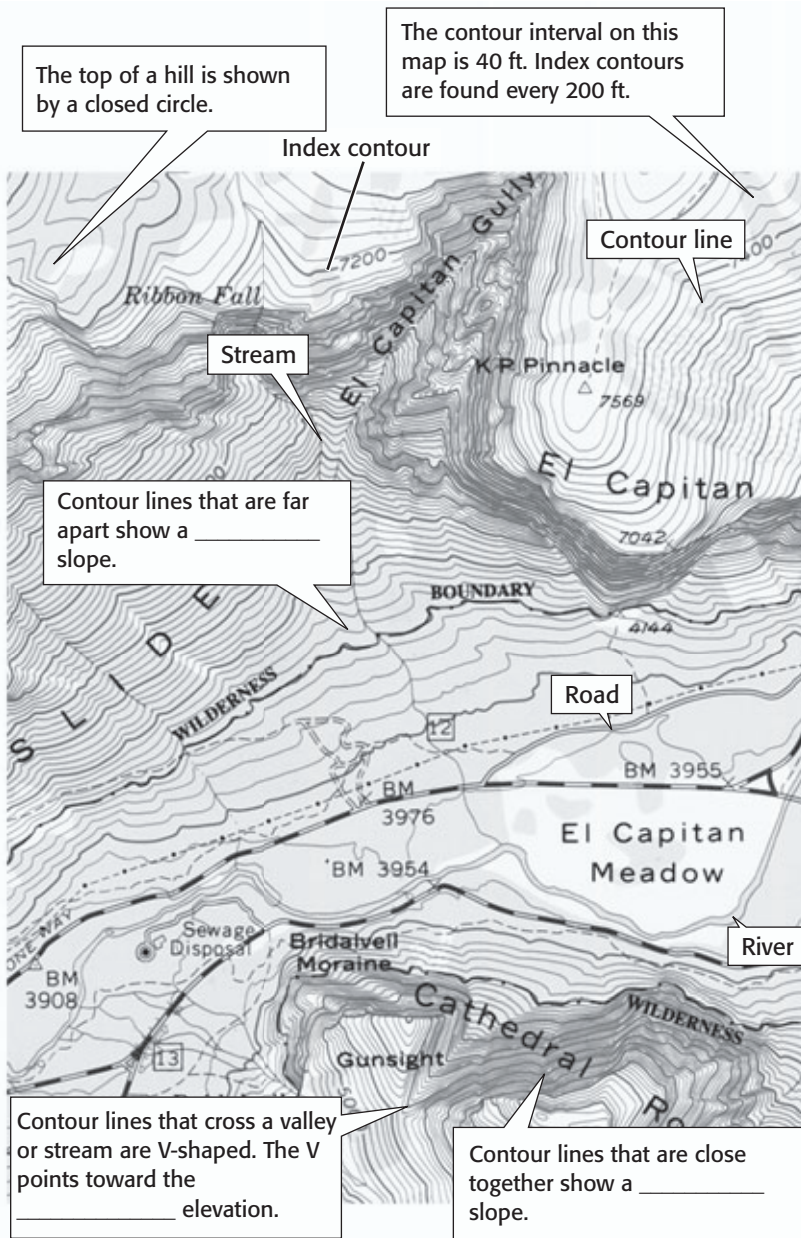 The top of a hill is shown
by a closed circle.
The contour interval on this
map is 40 ft. Index contours
are found every 200 ft.
Index contour
7200
El Capitan Gully
Contour line
Ribbon Fall
Stream
K P Pinnacle
7569
El Capitan
Contour lines that are far
apart show a ____________
slope.
7042
BOUNDARY
4144
SLIDE
WILDERNESS
Road
12
BM 3955
BM
3976
El Capitan
Meadow
BM 3954
ONE WAY
Sewage
Disposal
Bridalveil
Moraine
River
BM
3908
Cathedral
WILDERNESS
13
Gunsight
Contour lines that cross a valley
or stream are V-shaped. The V
points toward the
_______________ elevation.
Contour lines that are close
together show a ____________
slope.